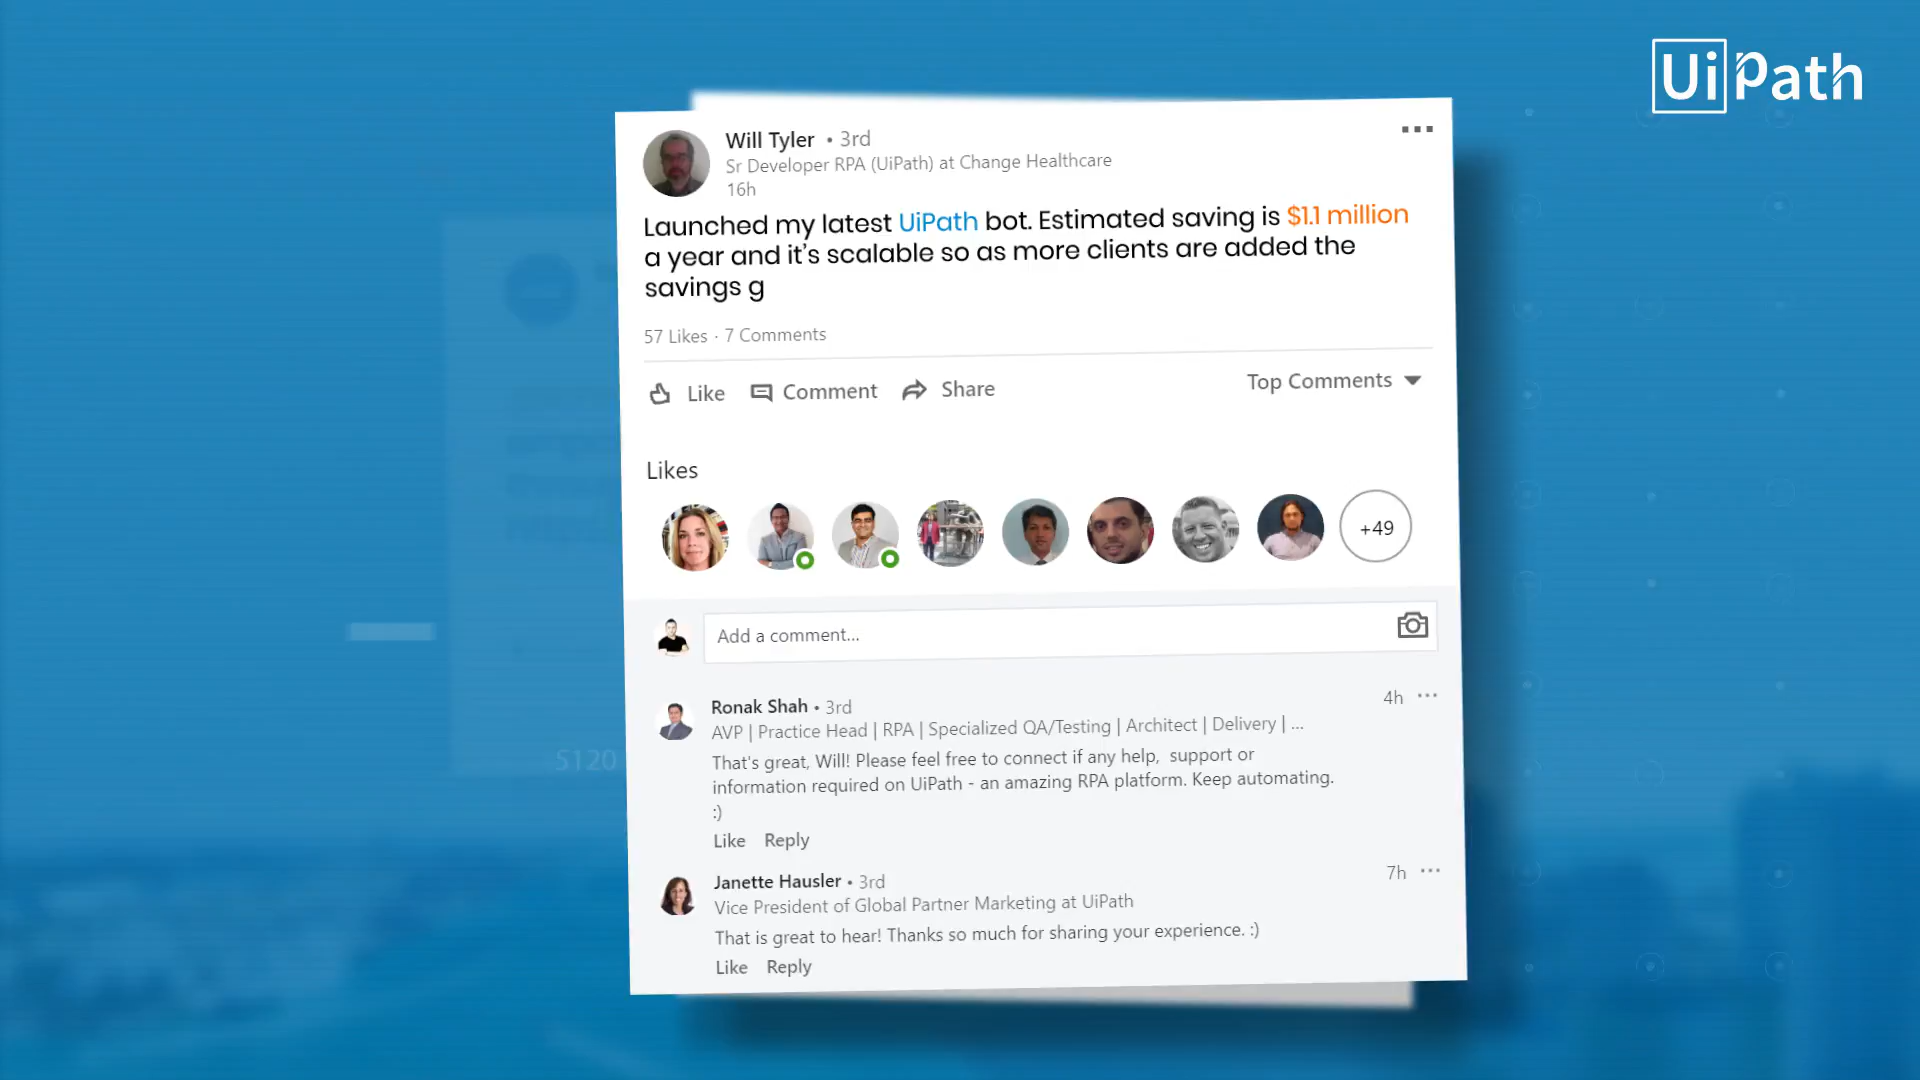 UiPath
Will Tyler • 3rd
Sr Developer RPA (UiPath) at Change Healthcare
16h
Launched my latest UiPath bot. Estimated saving is $1.1 million
a year and it’s scalable so as more clients are added the
savings g
57 Likes · 7 Comments
Like Comment Share Top Comments
Likes
+49
Add a comment...
Ronak Shah • 3rd 4h
AVP | Practice Head | RPA | Specialized QA/Testing | Architect | Delivery | ...
That's great, Will! Please feel free to connect if any help, support or
information required on UiPath - an amazing RPA platform. Keep automating.
:)
Like Reply
Janette Hausler • 3rd 7h
Vice President of Global Partner Marketing at UiPath
That is great to hear! Thanks so much for sharing your experience. :)
Like Reply
5120